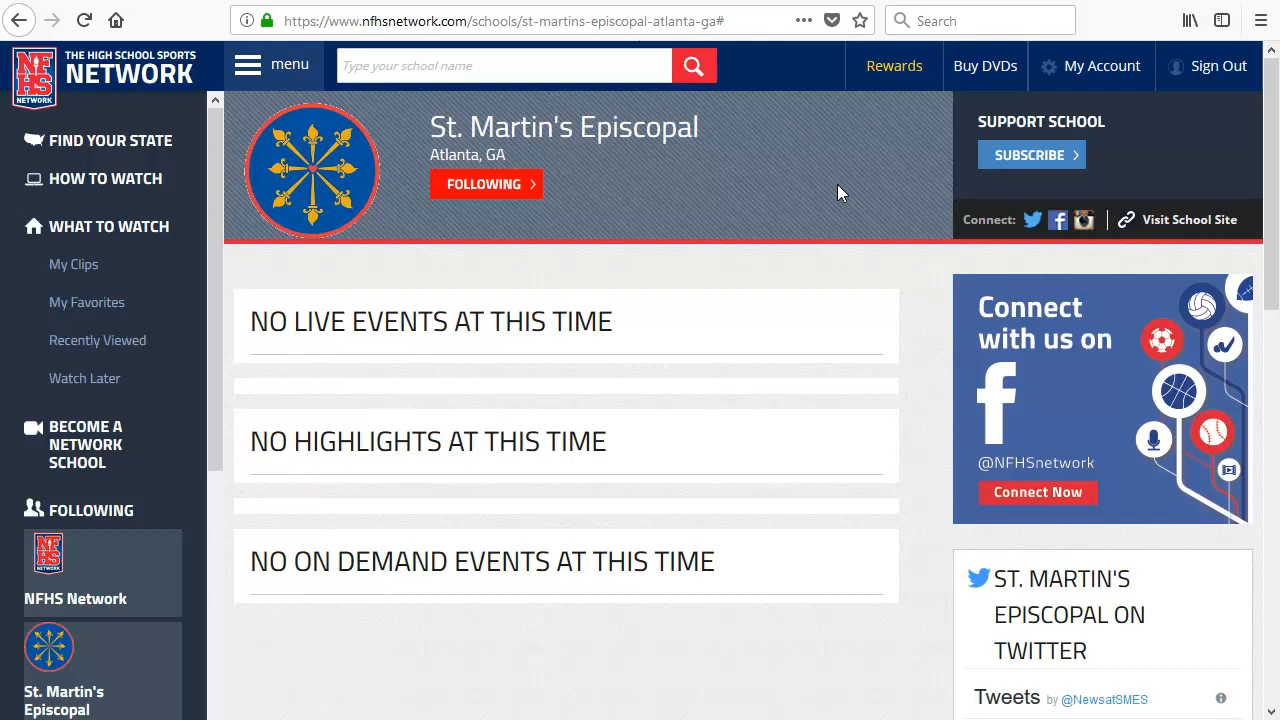 https://www.nfhsnetwork.com/schools/st-martins-episcopal-atlanta-ga#
Search
NFHS
NETWORK
THE HIGH SCHOOL SPORTS
NETWORK
menu
Type your school name
Rewards
Buy DVDs
My Account
Sign Out
FIND YOUR STATE
HOW TO WATCH
WHAT TO WATCH
My Clips
My Favorites
Recently Viewed
Watch Later
BECOME A
NETWORK
SCHOOL
FOLLOWING
NFHS
NETWORK
NFHS Network
St. Martin's
Episcopal
St. Martin's Episcopal
Atlanta, GA
FOLLOWING
SUPPORT SCHOOL
SUBSCRIBE
Connect:
Visit School Site
NO LIVE EVENTS AT THIS TIME
NO HIGHLIGHTS AT THIS TIME
NO ON DEMAND EVENTS AT THIS TIME
Connect
with us on
@NFHSnetwork
Connect Now
ST. MARTIN'S
EPISCOPAL ON
TWITTER
Tweets by @NewsatSMES